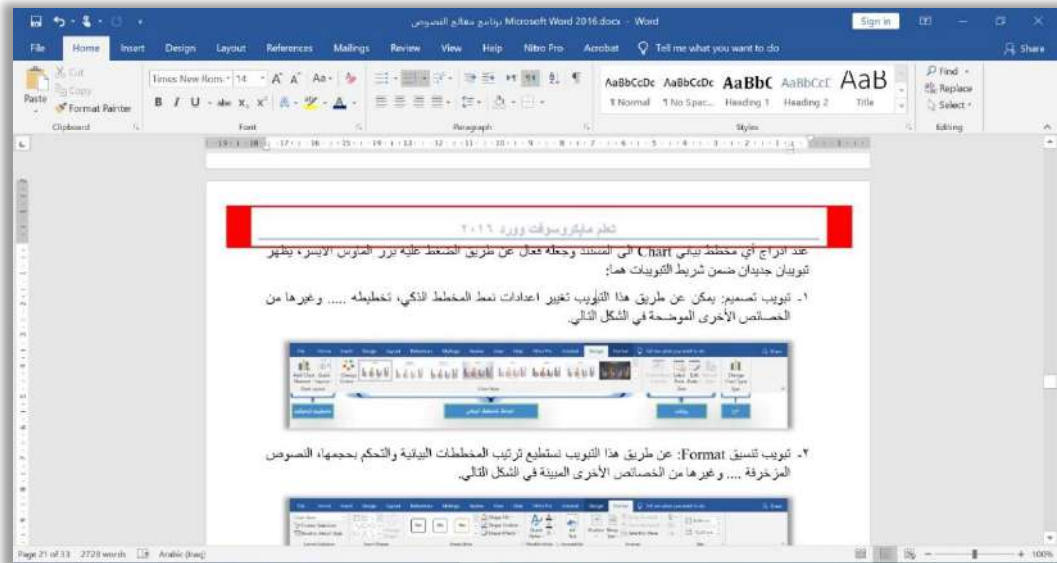 برنامج معالج النصوص Microsoft Word 2016.docx - Word
Sign in
File Home Insert Design Layout References Mailings Review View Help Nitro Pro Acrobat Tell me what you want to do
Share
Paste
Cut
Copy
Format Painter
Clipboard
Times New Rom 14
Font
Paragraph
AaBbCcDc AaBbCcDc AaBbC AaBbCcE AaB
¶ Normal ¶ No Spac... Heading 1 Heading 2 Title
Styles
Find
Replace
Select
Editing
تعلم مايكروسوفت وورد ٢٠١٦
عند ادراج أي مخطط بياني Chart الى المستند وجعله فعال عن طريق الضغط عليه بزر الماوس الايسر، يظهر
تبويبان جديدان ضمن شريط التبويبات هما:
١- تبويب تصميم: يمكن عن طريق هذا التبويب تغيير اعدادات نمط المخطط الذكي، تخطيطه ..... وغيرها من
الخصائص الأخرى الموضحة في الشكل التالي.
٢- تبويب تنسيق Format: عن طريق هذا التبويب نستطيع ترتيب المخططات البيانية والتحكم بحجمها، النصوص
المزخرفة .... وغيرها من الخصائص الأخرى المبينة في الشكل التالي.
Page 21 of 33 2728 words Arabic (Iraq)
100%